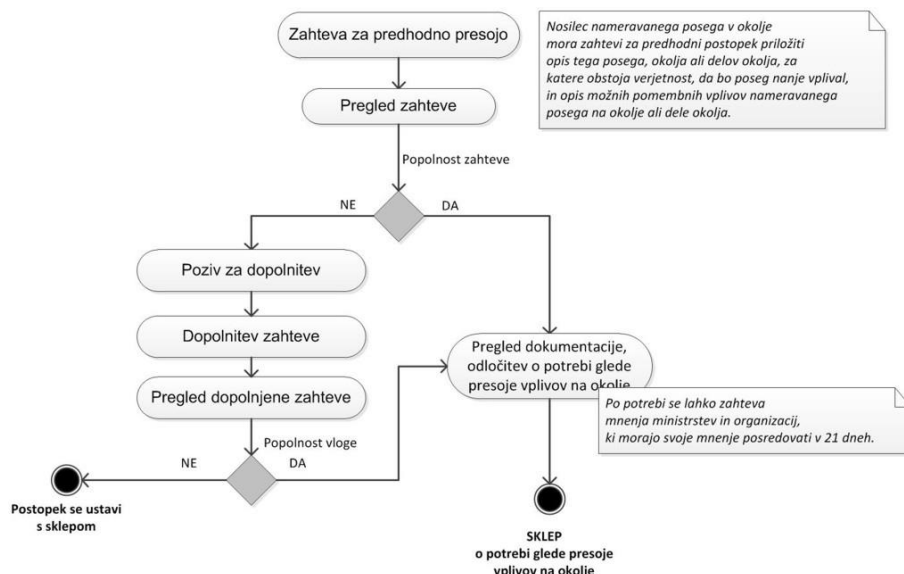 Zahteva za predhodno presojo
Nosilec nameravanega posega v okolje
mora zahtevi za predhodni postopek priložiti
opis tega posega, okolja ali delov okolja, za
katere obstoja verjetnost, da bo poseg nanje vplival,
in opis možnih pomembnih vplivov nameravanega
posega na okolje ali dele okolja.
Pregled zahteve
Popolnost zahteve
NE
DA
Poziv za dopolnitev
Dopolnitev zahteve
Pregled dopolnjene zahteve
Pregled dokumentacije,
odločitev o potrebi glede
presoje vplivov na okolje
Po potrebi se lahko zahteva
mnenja ministrstev in organizacij,
ki morajo svoje mnenje posredovati v 21 dneh.
Popolnost vloge
NE
DA
Postopek se ustavi
s sklepom
SKLEP
o potrebi glede presoje
vplivov na okolje